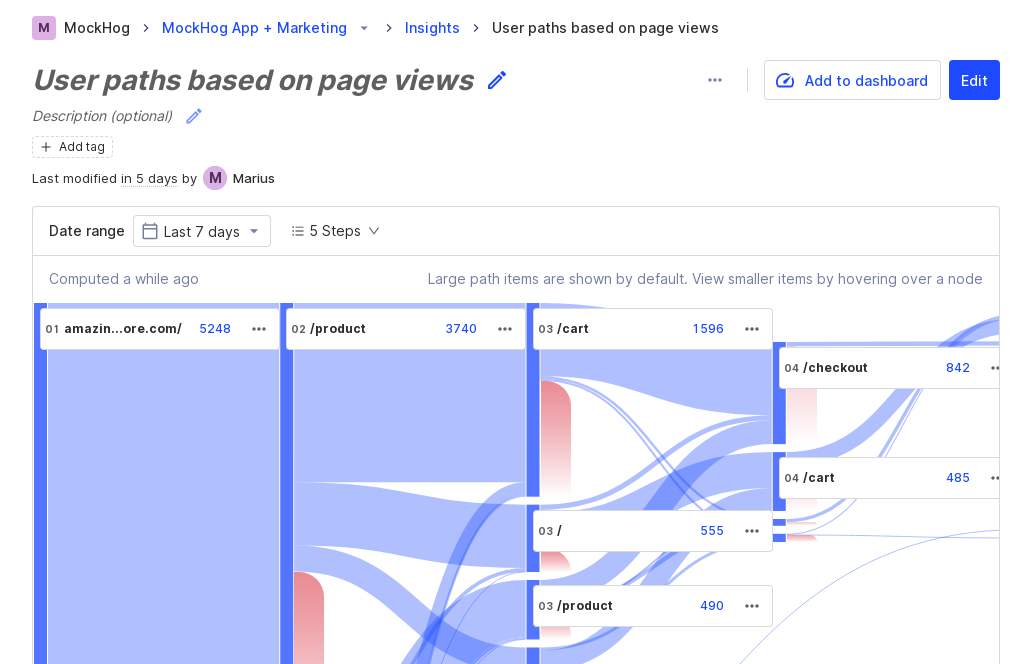 M MockHog > MockHog App + Marketing > Insights > User paths based on page views
User paths based on page views
Add to dashboard
Edit
Description (optional)
+ Add tag
Last modified in 5 days by M Marius
Date range Last 7 days 5 Steps
Computed a while ago
Large path items are shown by default. View smaller items by hovering over a node
01 amazin...ore.com/ 5248
02 /product 3740
03 /cart 1596
04 /checkout 842
04 /cart 485
03 / 555
03 /product 490